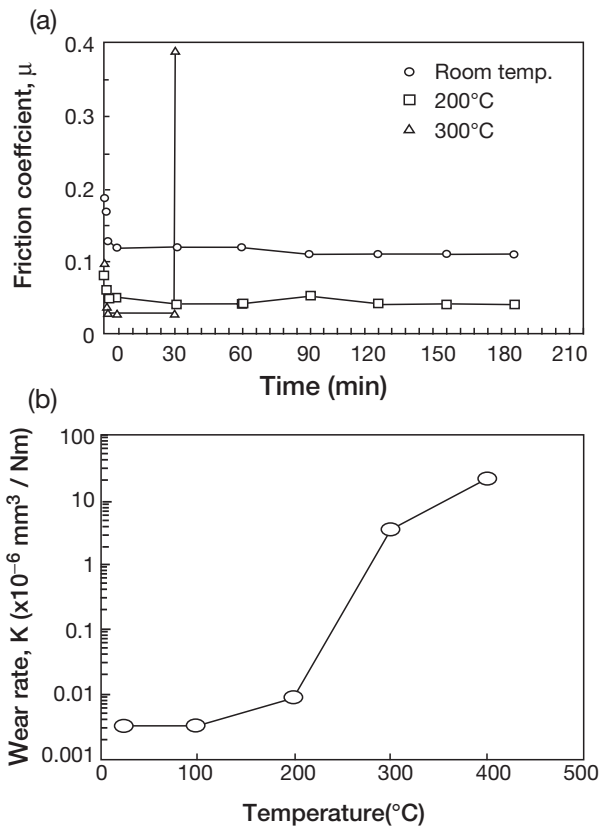 (a)
0.4
0.3
0.2
0.1
0
Friction coeffcient, μ
Room temp.
200°C
300°C
0 30 60 90 120 150 180 210
Time (min)
(b)
100
10
1
0.1
0.01
0.001
Wear rate, K (x10⁻⁶ mm³ / Nm)
0 100 200 300 400 500
Temperature(°C)